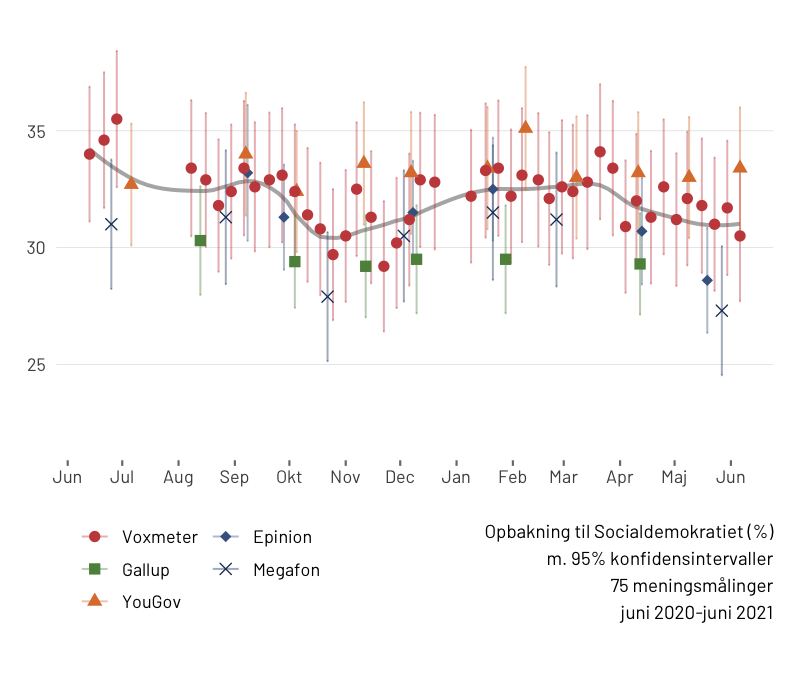 35
30
25
Jun Jul Aug Sep Okt Nov Dec Jan Feb Mar Apr Maj Jun
Voxmeter Epinion
Gallup Megafon
YouGov
Opbakning til Socialdemokratiet (%)
m. 95% konfidensintervaller
75 meningsmålinger
juni 2020-juni 2021